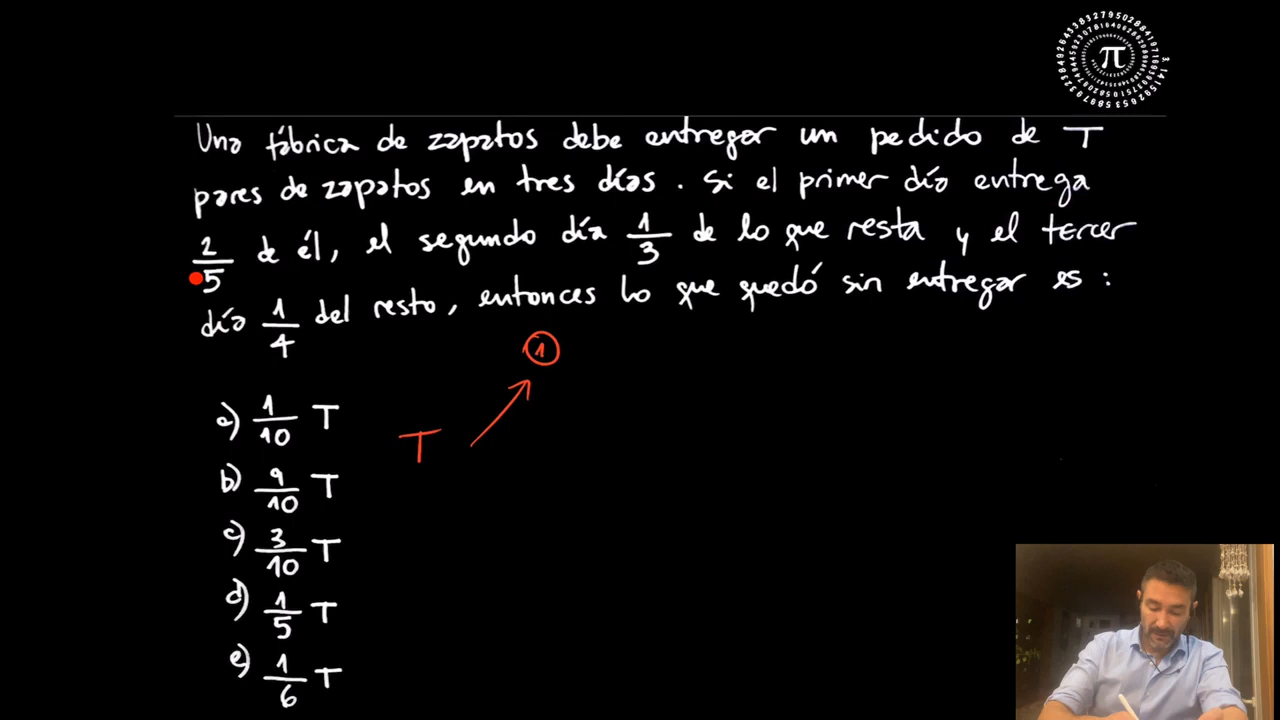 Una fábrica de zapatos debe entregar un pedido de T
pares de zapatos en tres días. Si el primer día entrega
2/5 de él, el segundo día 1/3 de lo que resta y el tercer
día 1/4 del resto, entonces lo que quedó sin entregar es:
1
a) 1/10 T
T
b) 9/10 T
c) 3/10 T
d) 1/5 T
e) 1/6 T
π